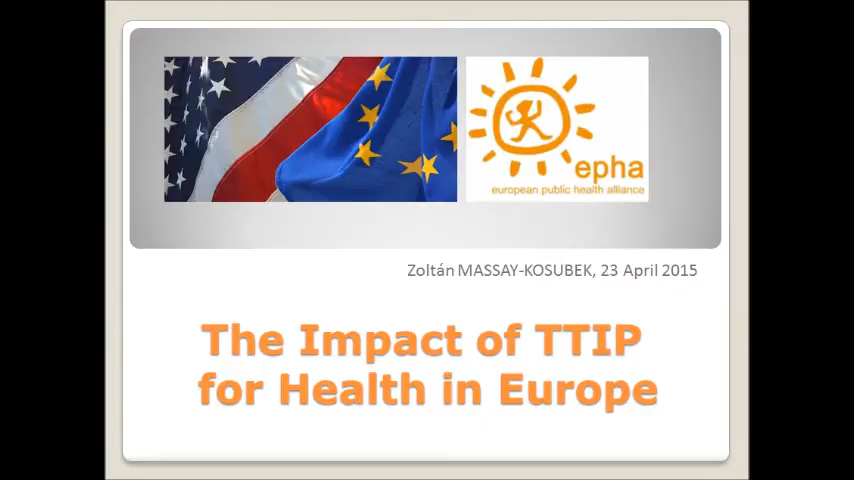 epha
european public health alliance
Zoltán MASSAY-KOSUBEK, 23 April 2015
The Impact of TTIP
for Health in Europe